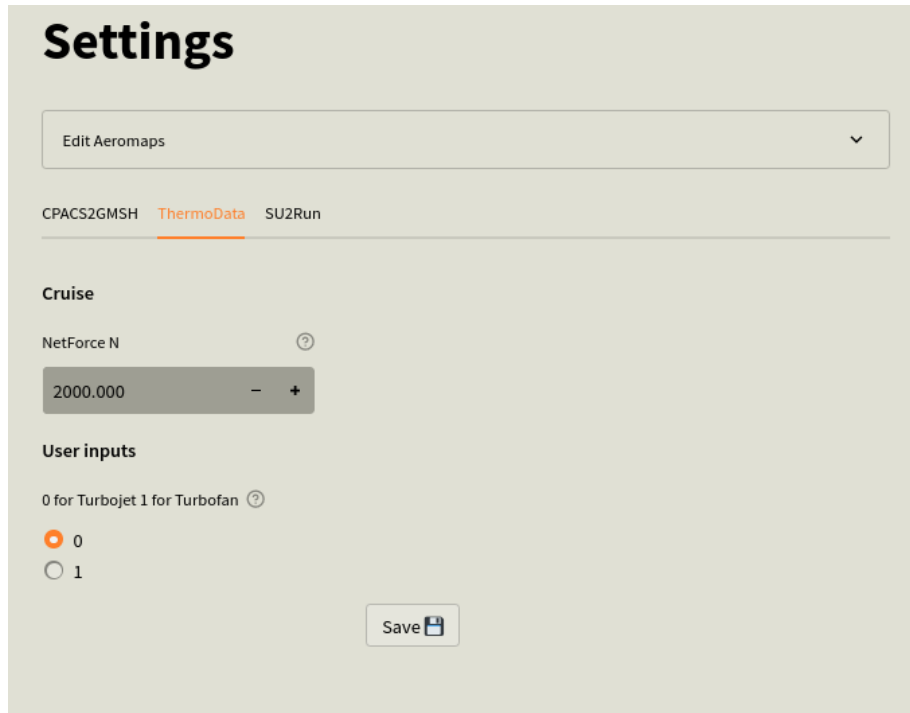 Settings
Edit Aeromaps
CPACS2GMSH ThermoData SU2Run
Cruise
NetForce N
2000.000 − +
User inputs
0 for Turbojet 1 for Turbofan
0
1
Save